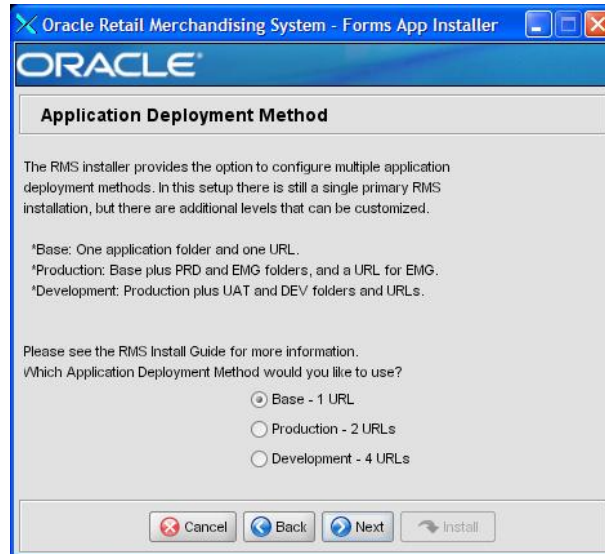 Oracle Retail Merchandising System - Forms App Installer
ORACLE
Application Deployment Method
The RMS installer provides the option to configure multiple application
deployment methods. In this setup there is still a single primary RMS
installation, but there are additional levels that can be customized.
*Base: One application folder and one URL.
*Production: Base plus PRD and EMG folders, and a URL for EMG.
*Development: Production plus UAT and DEV folders and URLs.
Please see the RMS Install Guide for more information.
Which Application Deployment Method would you like to use?
Base - 1 URL
Production - 2 URLs
Development - 4 URLs
Cancel Back Next Install